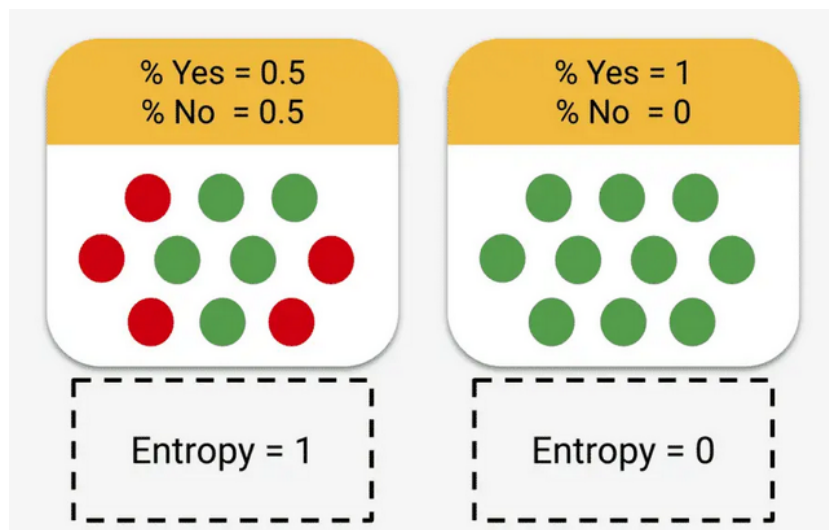 % Yes = 0.5
% No = 0.5
% Yes = 1
% No = 0
Entropy = 1
Entropy = 0